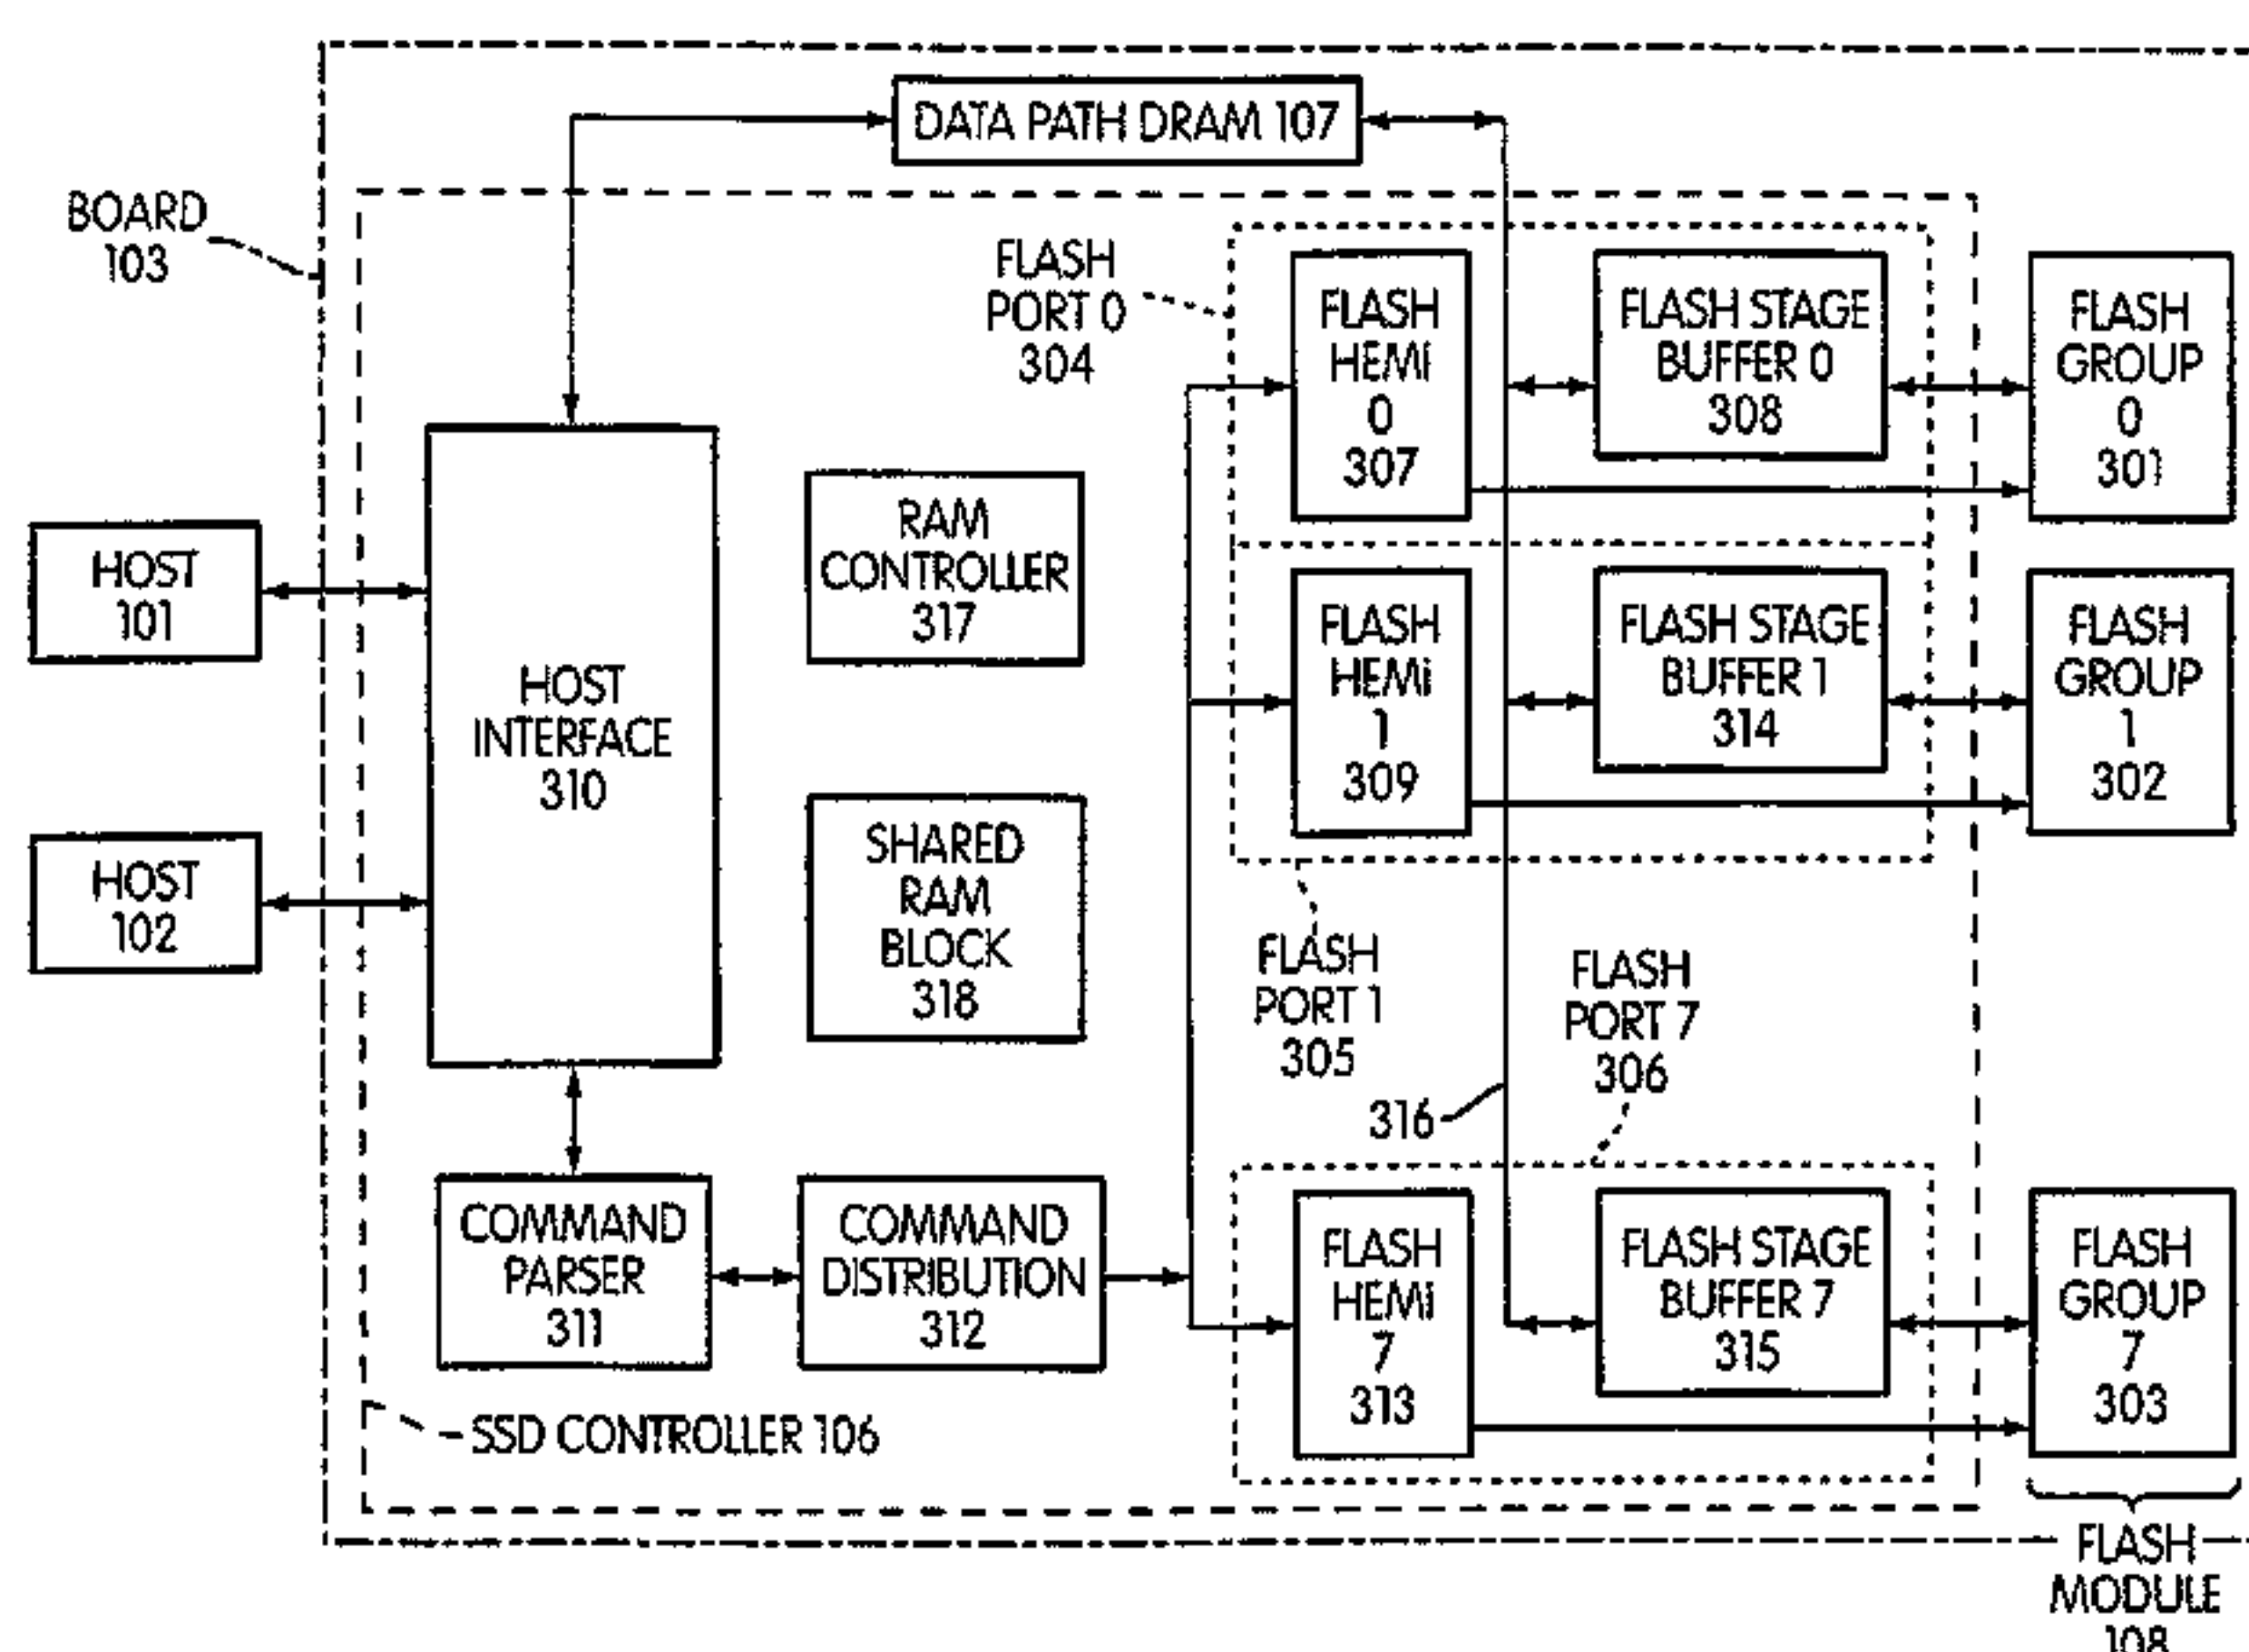 DATA PATH DRAM 107
BOARD
103
FLASH
PORT 0
304
FLASH
HEMi
0
307
FLASH STAGE
BUFFER 0
308
FLASH
GROUP
0
301
HOST
101
HOST
INTERFACE
310
RAM
CONTROLLER
317
FLASH
HEMi
1
309
FLASH STAGE
BUFFER 1
314
FLASH
GROUP
1
302
HOST
102
SHARED
RAM
BLOCK
318
FLASH
PORT 1
305
FLASH
PORT 7
306
316
COMMAND
PARSER
311
COMMAND
DISTRIBUTION
312
FLASH
HEMi
7
313
FLASH STAGE
BUFFER 7
315
FLASH
GROUP
7
303
SSD CONTROLLER 106
FLASH
MODULE
108